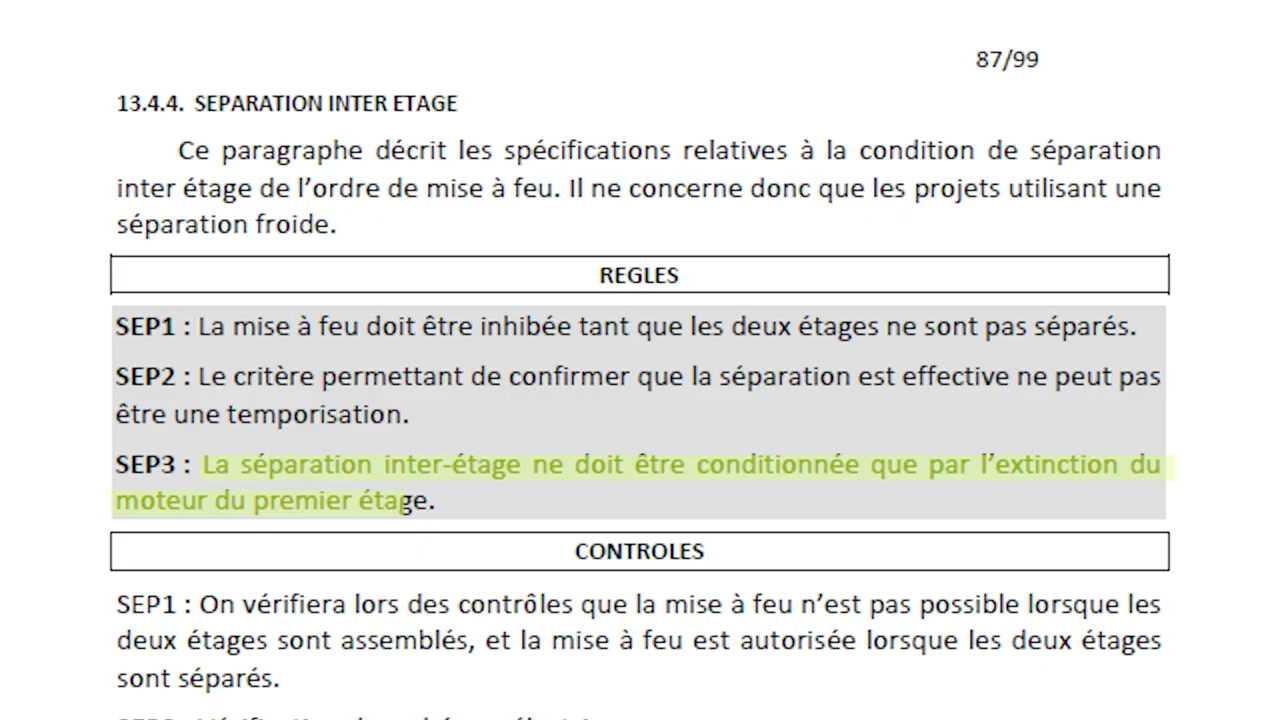 87/99
13.4.4. SEPARATION INTER ETAGE
Ce paragraphe décrit les spécifications relatives à la condition de séparation
inter étage de l’ordre de mise à feu. Il ne concerne donc que les projets utilisant une
séparation froide.
REGLES
SEP1 : La mise à feu doit être inhibée tant que les deux étages ne sont pas séparés.
SEP2 : Le critère permettant de confirmer que la séparation est effective ne peut pas
être une temporisation.
SEP3 : La séparation inter-étage ne doit être conditionnée que par l’extinction du
moteur du premier étage.
CONTROLES
SEP1 : On vérifiera lors des contrôles que la mise à feu n’est pas possible lorsque les
deux étages sont assemblés, et la mise à feu est autorisée lorsque les deux étages
sont séparés.